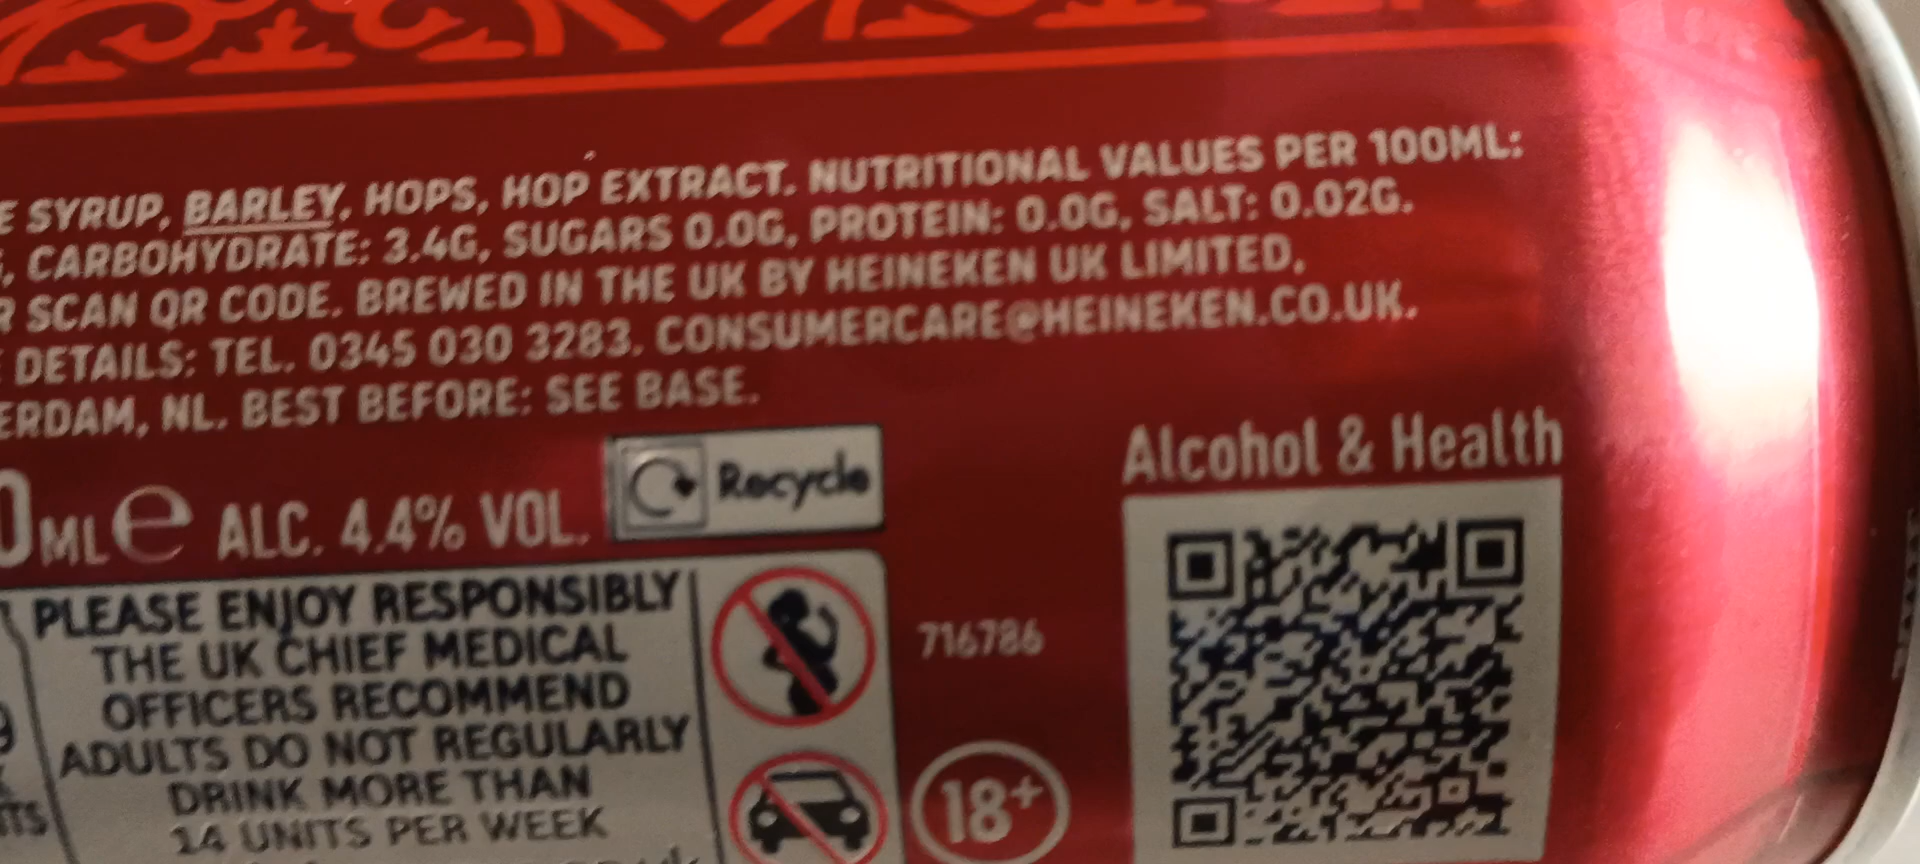 E SYRUP, BARLEY, HOPS, HOP EXTRACT. NUTRITIONAL VALUES PER 100ML:
, CARBOHYDRATE: 3.4G, SUGARS 0.0G, PROTEIN: 0.0G, SALT: 0.02G.
R SCAN QR CODE. BREWED IN THE UK BY HEINEKEN UK LIMITED,
DETAILS: TEL. 0345 030 3283. CONSUMERCARE@HEINEKEN.CO.UK.
ERDAM, NL. BEST BEFORE: SEE BASE.
0ML e ALC. 4.4% VOL.
Recycle
Alcohol & Health
PLEASE ENJOY RESPONSIBLY
THE UK CHIEF MEDICAL
OFFICERS RECOMMEND
ADULTS DO NOT REGULARLY
DRINK MORE THAN
14 UNITS PER WEEK
9
ITS
716786
18+